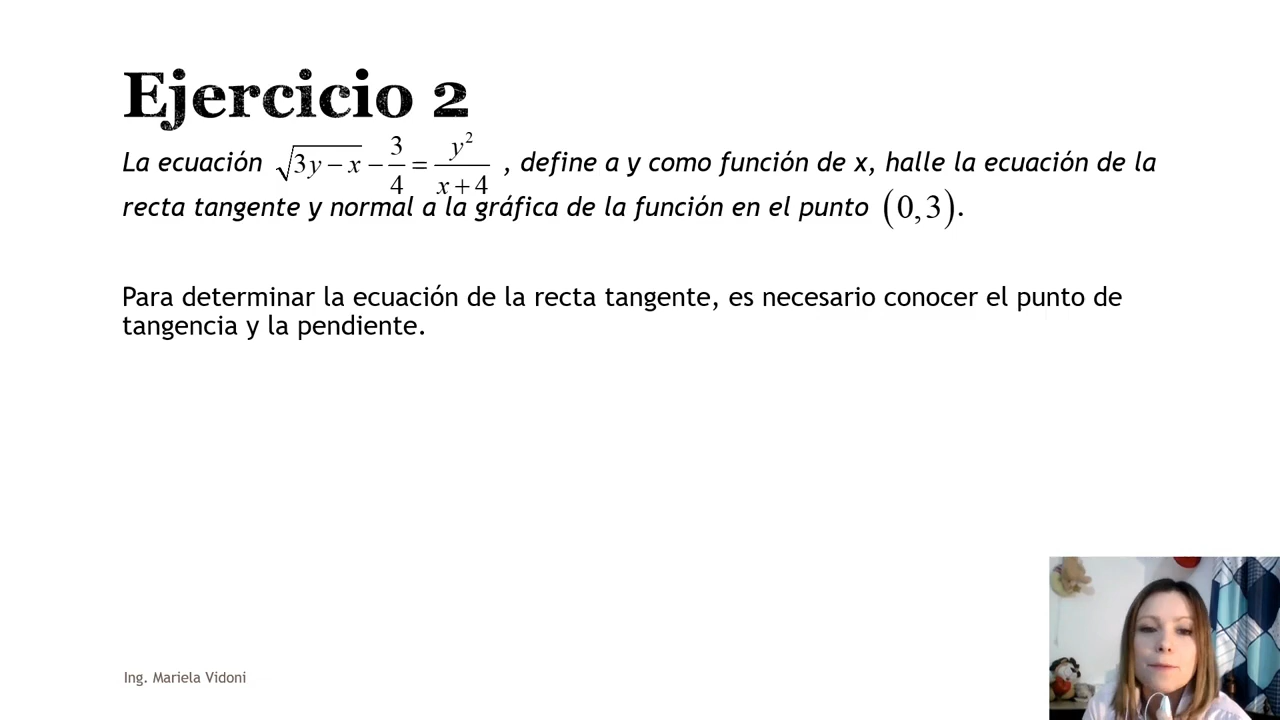 Ejercicio 2
La ecuación √(3y − x) − 3/4 = y²/(x + 4) , define a y como función de x, halle la ecuación de la
recta tangente y normal a la gráfica de la función en el punto (0,3).
Para determinar la ecuación de la recta tangente, es necesario conocer el punto de
tangencia y la pendiente.
Ing. Mariela Vidoni